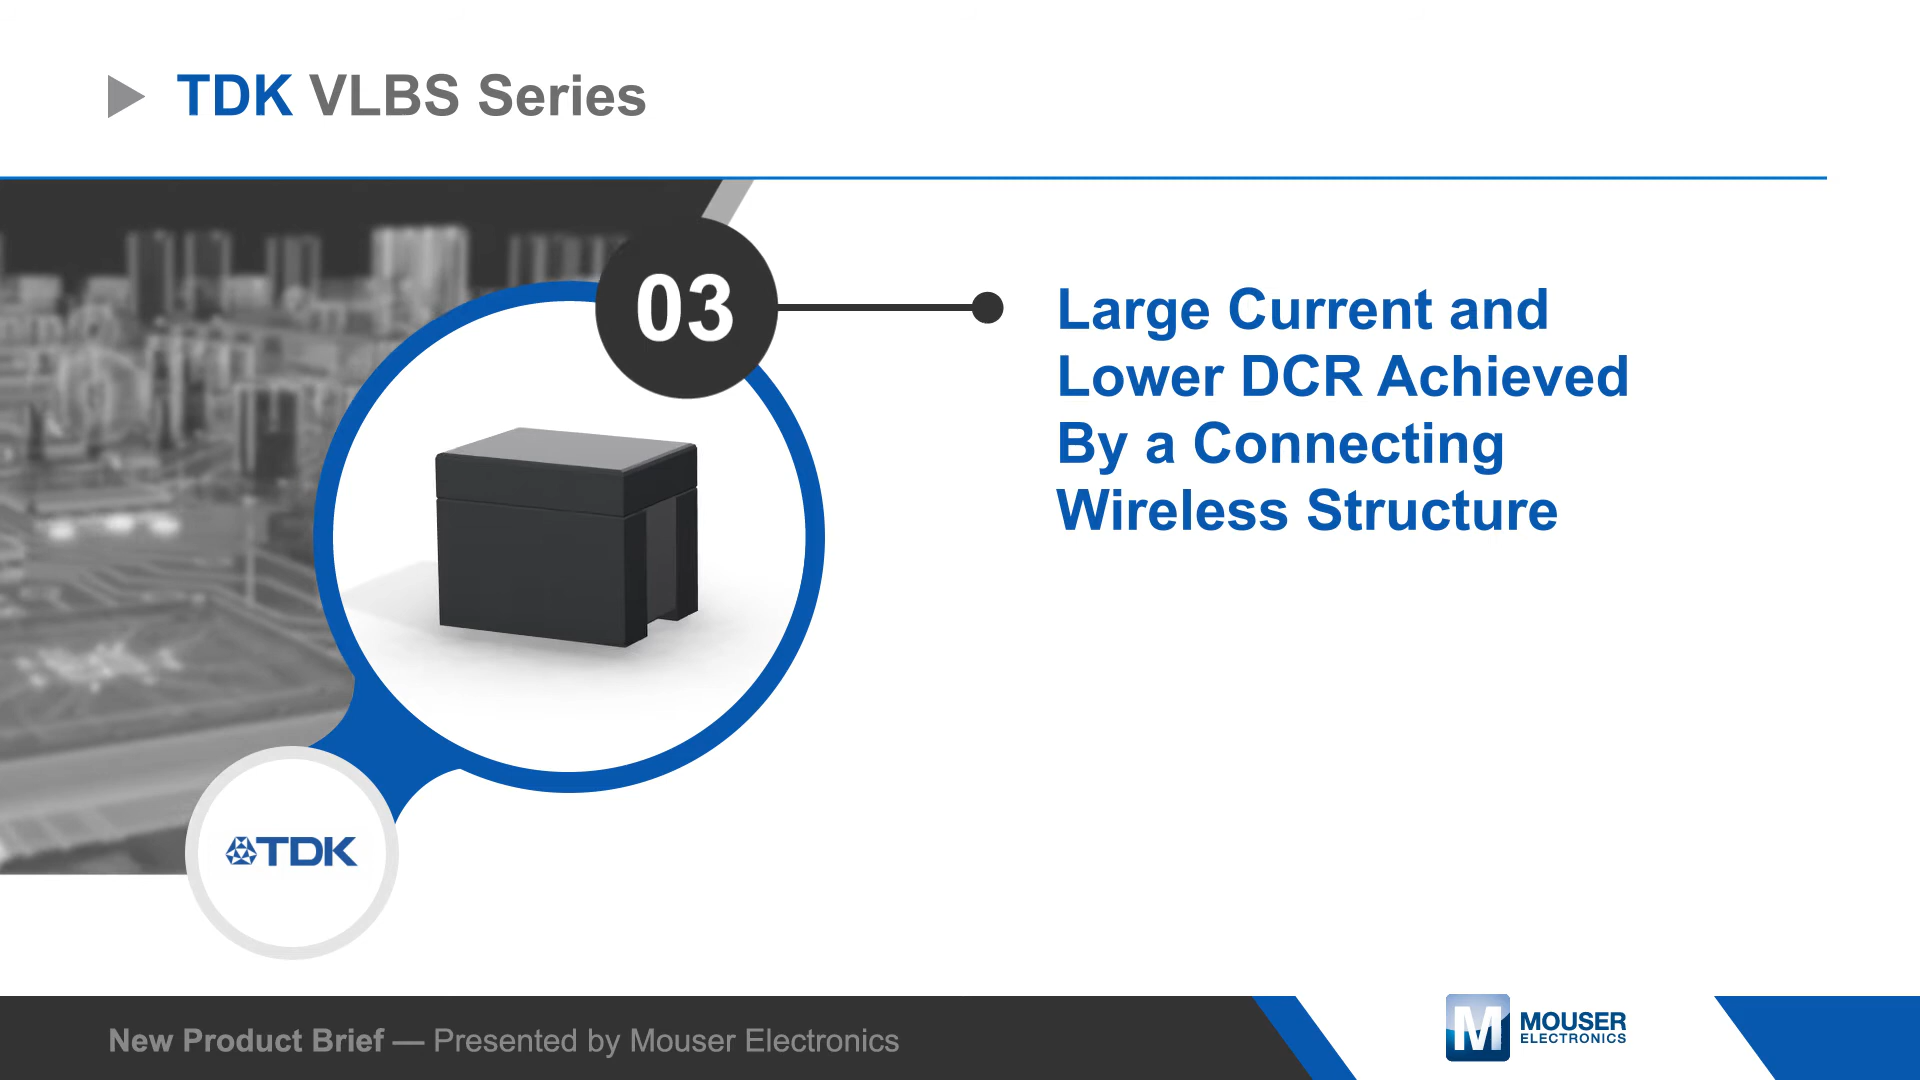 TDK VLBS Series
03
Large Current and
Lower DCR Achieved
By a Connecting
Wireless Structure
TDK
New Product Brief — Presented by Mouser Electronics
M
MOUSER
ELECTRONICS